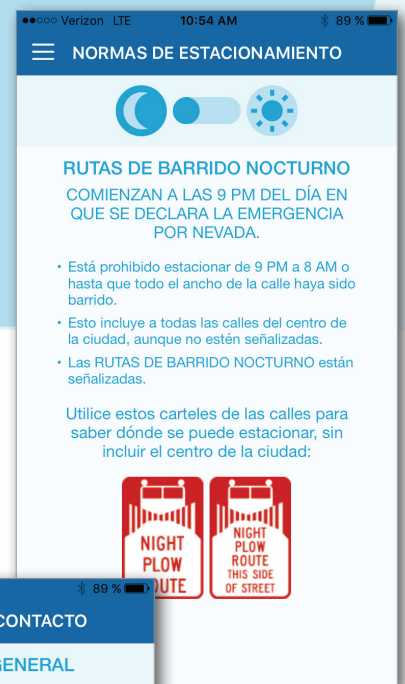 Verizon LTE 10:54 AM 89 %
NORMAS DE ESTACIONAMIENTO
RUTAS DE BARRIDO NOCTURNO
COMIENZAN A LAS 9 PM DEL DÍA EN
QUE SE DECLARA LA EMERGENCIA
POR NEVADA.
• Está prohibido estacionar de 9 PM a 8 AM o
hasta que todo el ancho de la calle haya sido
barrido.
• Esto incluye a todas las calles del centro de
la ciudad, aunque no estén señalizadas.
• Las RUTAS DE BARRIDO NOCTURNO están
señalizadas.
Utilice estos carteles de las calles para
saber dónde se puede estacionar, sin
incluir el centro de la ciudad:
NIGHT
PLOW
OUTE
NIGHT
PLOW
ROUTE
THIS SIDE
OF STREET
89 %
CONTACTO
GENERAL